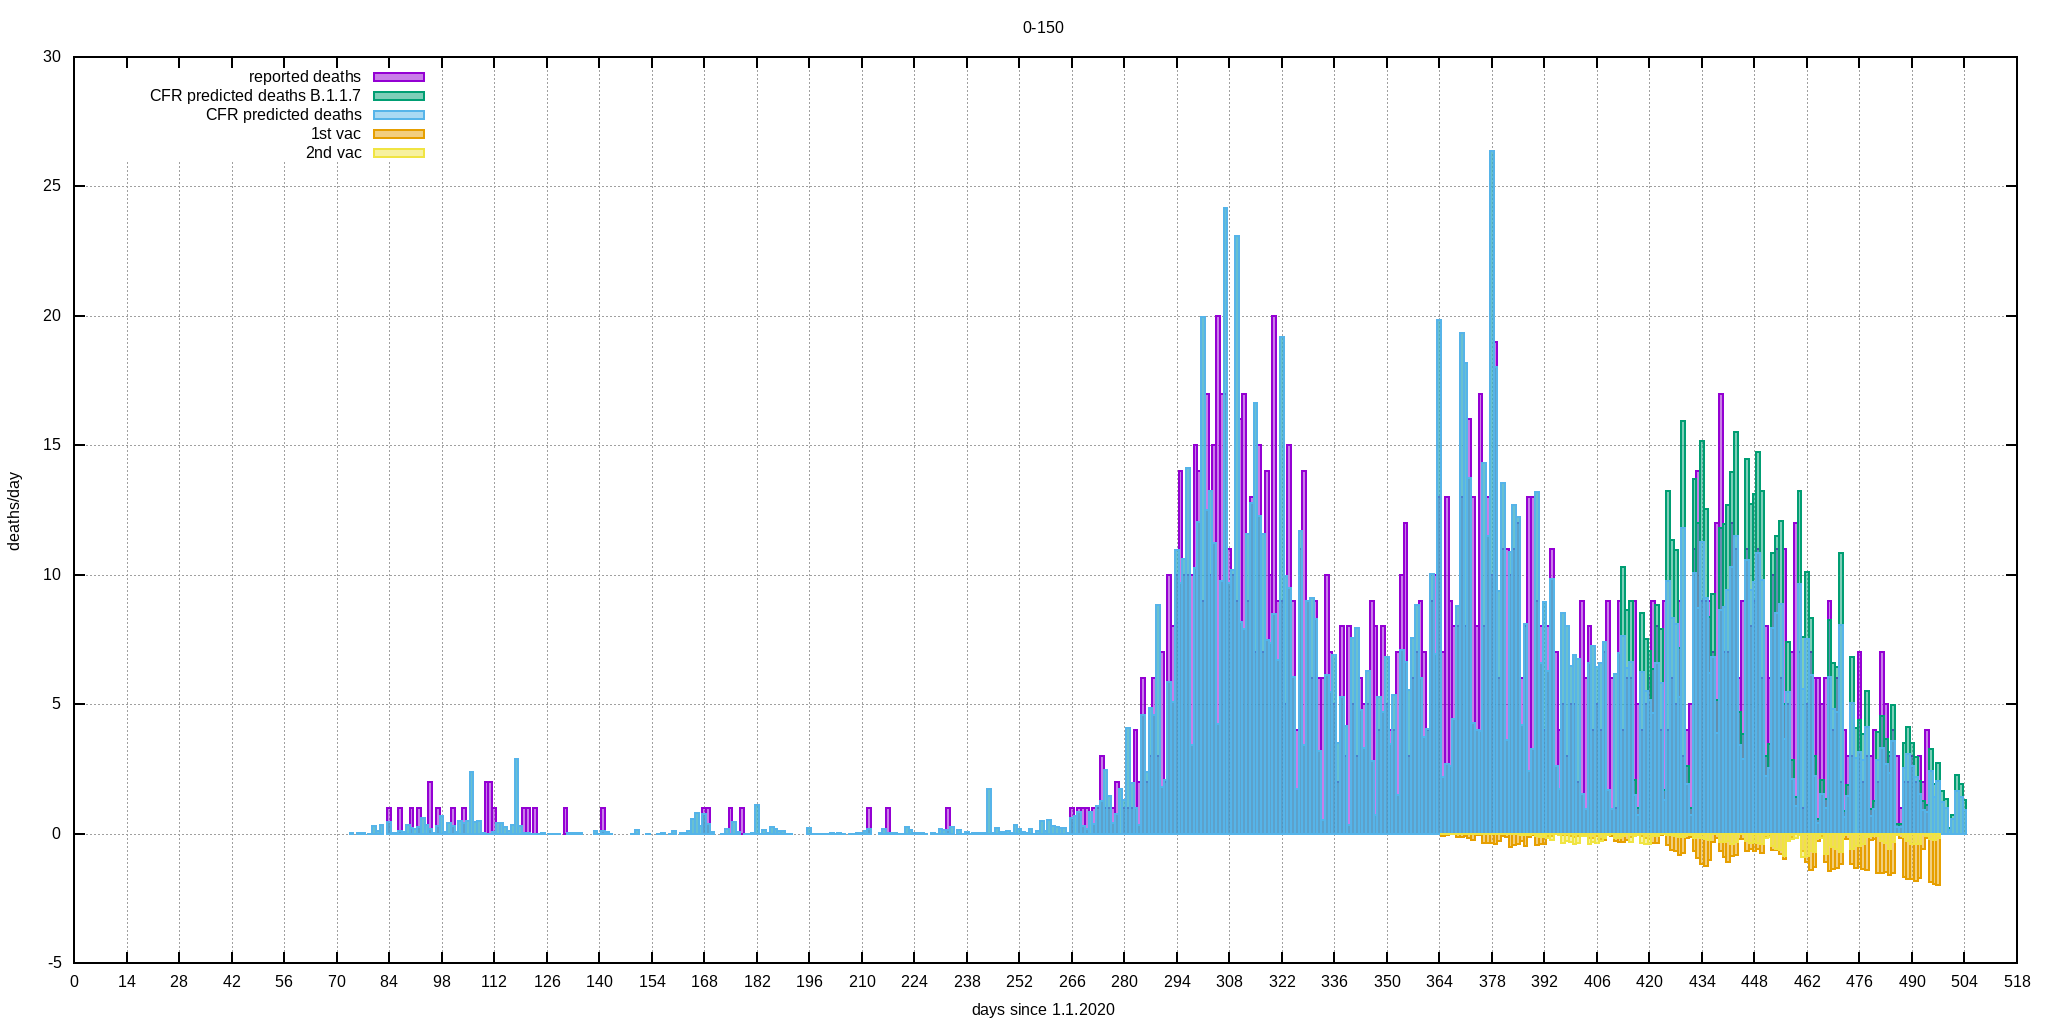 0-150
30
reported deaths
CFR predicted deaths B.1.1.7
CFR predicted deaths
1st vac
2nd vac
25
20
15
10
5
0
-5
deaths/day
0 14 28 42 56 70 84 98 112 126 140 154 168 182 196 210 224 238 252 266 280 294 308 322 336 350 364 378 392 406 420 434 448 462 476 490 504 518
days since 1.1.2020